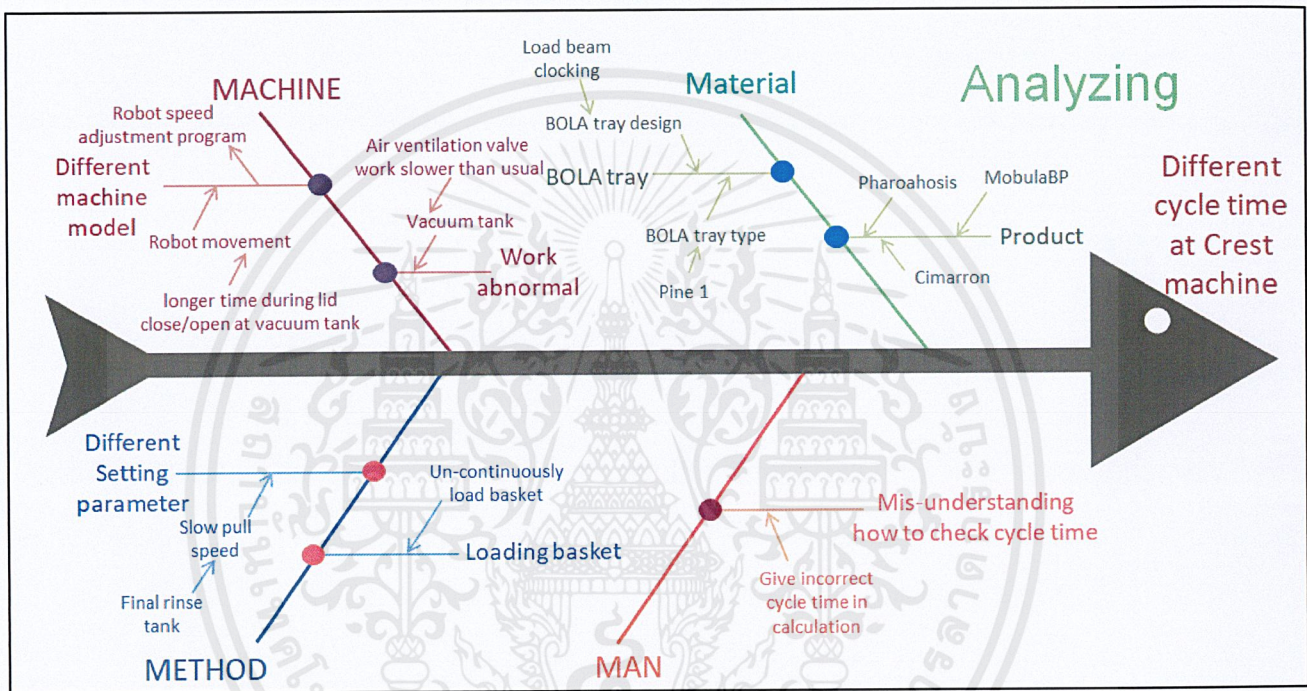 Analyzing
MACHINE
Robot speed
adjustment program
Different
machine
model
Robot movement
longer time during lid
close/open at vacuum tank
Air ventilation valve
work slower than usual
Vacuum tank
Work
abnormal
Load beam
clocking
Material
BOLA tray design
BOLA tray
BOLA tray type
Pine 1
Pharoahosis
MobulaBP
Product
Cimarron
Different
cycle time
at Crest
machine
Different
Setting
parameter
Slow pull
speed
Final rinse
tank
Un-continuously
load basket
Loading basket
METHOD
Mis-understanding
how to check cycle time
Give incorrect
cycle time in
calculation
MAN